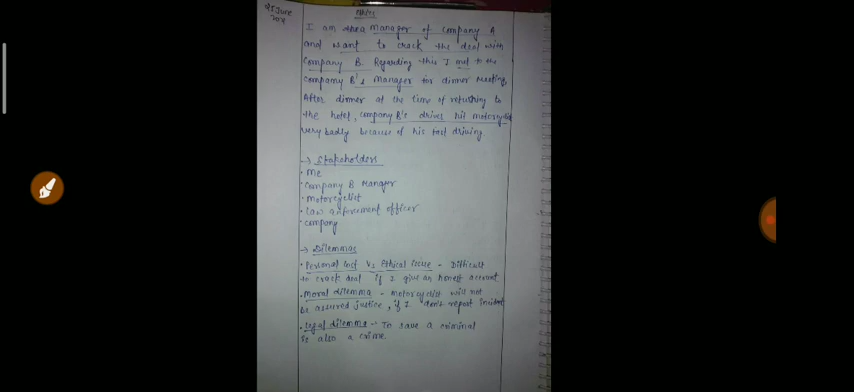 25 June
2024
Ethics
I am area manager of company A
and want to crack the deal with
Company B. Regarding this I met to the
company B's Manager for dinner meeting.
After dinner at the time of returning to
the hotel, company B's drives hit motorcyclist
very badly because of his fast driving
→ Stakeholders
• Me
• Company B Manager
• Motorcyclist
• Law enforcement officer
• Company
→ Dilemmas
• Personal Vs Ethical issue - Difficult
to crack deal if I give an honest account
• Moral dilemma - motorcyclist will not
be assured justice, if I don't report incident
• Legal dilemma - To save a criminal
is also a crime